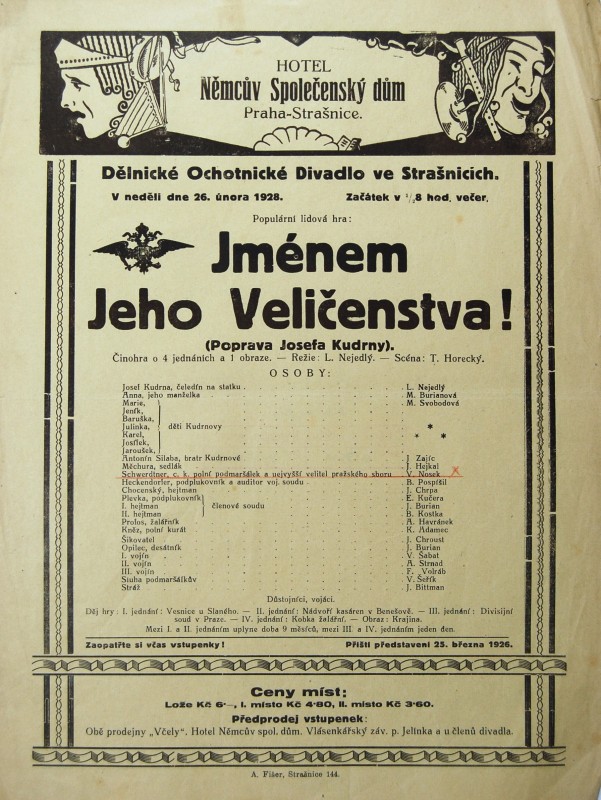 HOTEL
Němcův Společenský dům
Praha-Strašnice.
Dělnické Ochotnické Divadlo ve Strašnicích.
V neděli dne 26. února 1928. Začátek v ½8 hod. večer.
Populární lidová hra:
Jménem
Jeho Veličenstva!
(Poprava Josefa Kudrny).
Činohra o 4 jednáních a 1 obraze. — Režie: L. Nejedlý. — Scéna: T. Horecký.
OSOBY:
Josef Kudrna, čeledín na statku L. Nejedlý
Anna, jeho manželka M. Burianová
Marie, M. Svobodová
Jeník,
Baruška,
Julinka, děti Kudrnovy *
Karel, * *
Josífek,
Jaroušek,
Antonín Slaba, bratr Kudrnové J. Zajíc
Měchura, sedlák J. Hejkal
Schwerdtner, c. k. polní podmaršálek a nejvyšší velitel pražského sboru V. Nosek x
Heckendorfer, podplukovník a auditor voj. soudu B. Pospíšil
Chocenský, hejtman J. Chrpa
Plevka, podplukovník E. Kučera
I. hejtman členové soudu J. Burian
II. hejtman B. Kostka
Prolos, žalářník A. Havránek
Kněz, polní kurát R. Adamec
Šikovatel J. Chroust
Opilec, desátník J. Burian
I. vojín V. Šabat
II. vojín A. Strnad
III. vojín F. Volráb
Sluha podmaršálkův V. Šefík
Stráž J. Bittman
Důstojníci, vojáci.
Děj hry: I. jednání: Vesnice u Slaného. — II. jednání: Nádvoří kasáren v Benešově. — III. jednání: Divisijní
soud v Praze. — IV. jednání: Kobka žalářní. — Obraz: Krajina.
Mezi I. a II. jednáním uplyne doba 9 měsíců, mezi III. a IV. jednáním jeden den.
Zaopatřte si včas vstupenky! Příští představení 25. března 1926.
Ceny míst:
Lože Kč 6·–, I. místo Kč 4·80, II. místo Kč 3·60.
Předprodej vstupenek:
Obě prodejny „Včely". Hotel Němcův spol. dům. Vlásenkářský záv. p. Jelínka a u členů divadla.
A. Fišer, Strašnice 144.